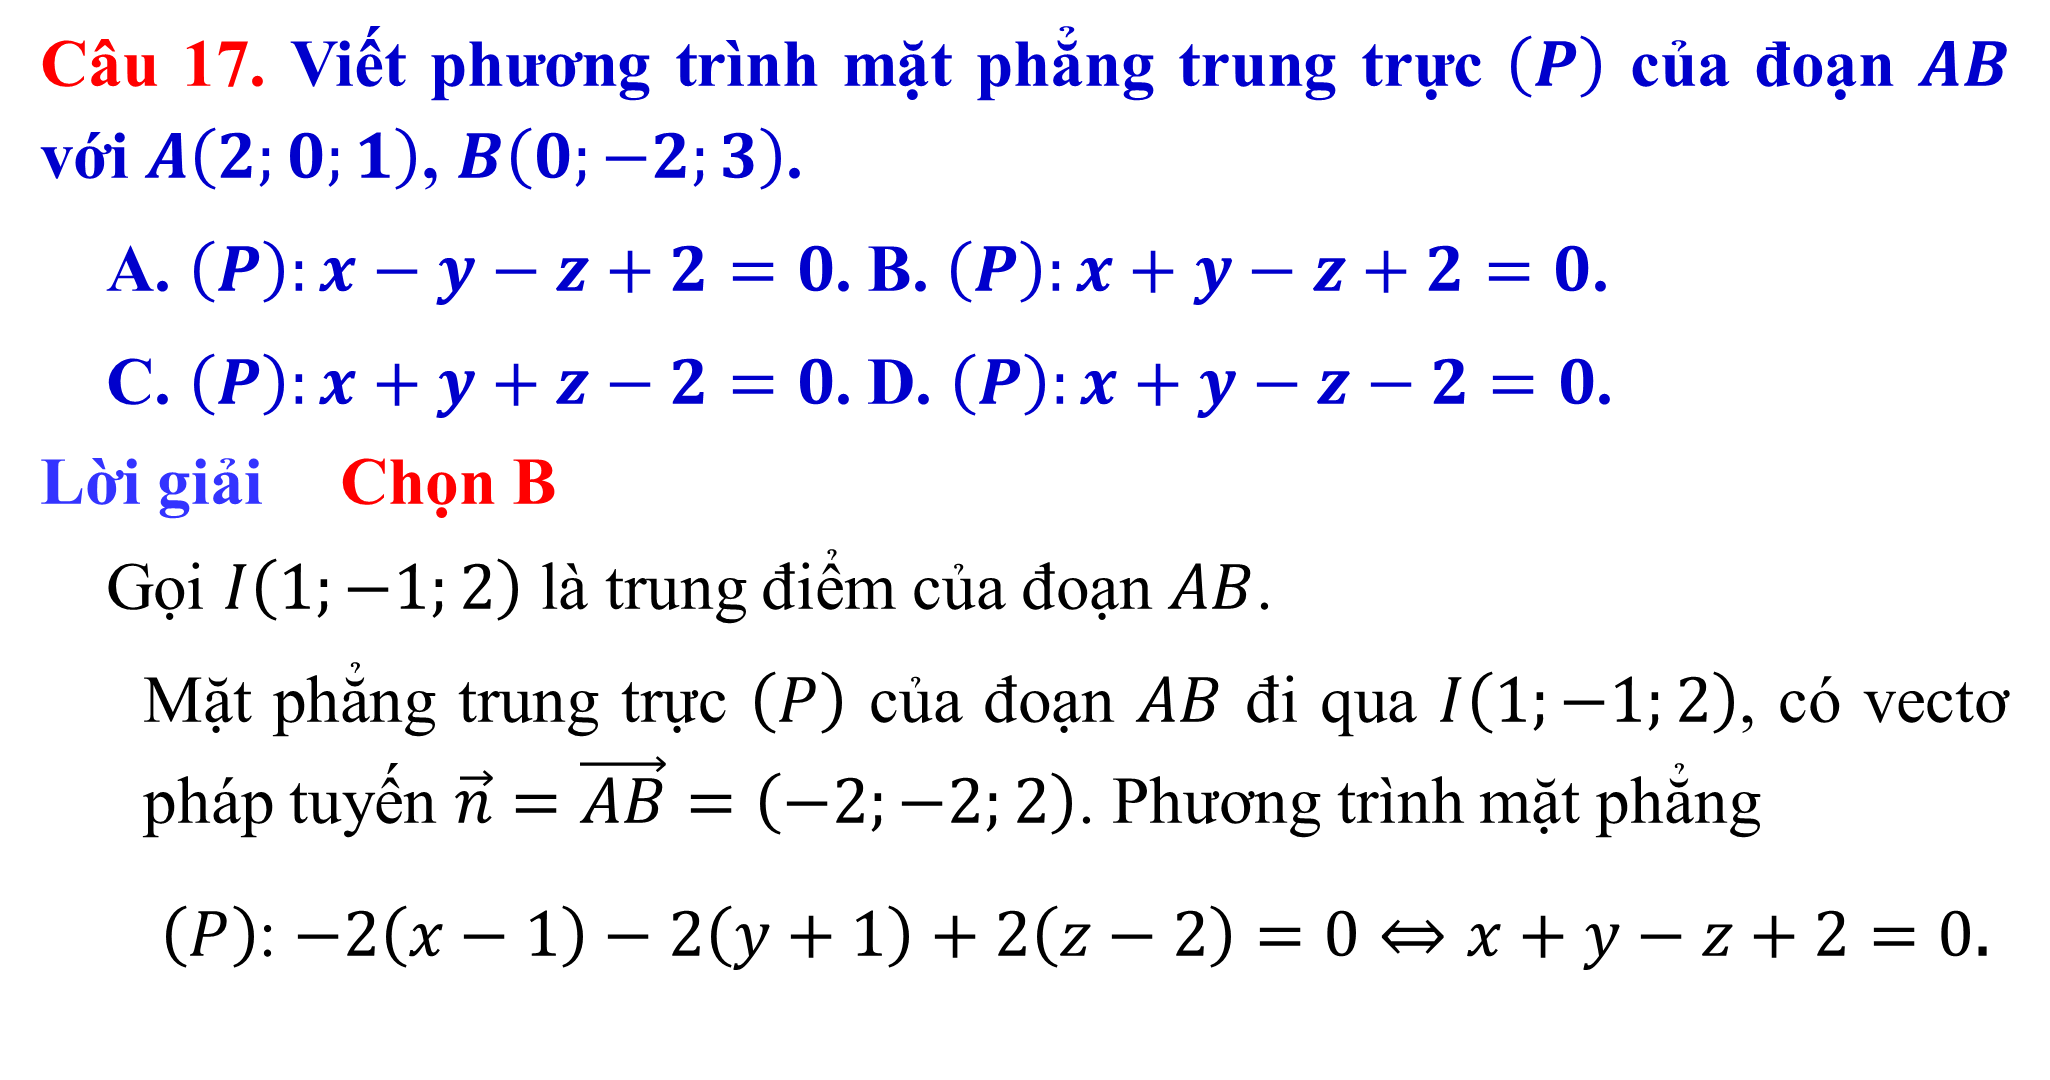 Câu 17. Viết phương trình mặt phẳng trung trực (P) của đoạn AB
với A(2; 0; 1), B(0; −2; 3).
A. (P): x − y − z + 2 = 0. B. (P): x + y − z + 2 = 0.
C. (P): x + y + z − 2 = 0. D. (P): x + y − z − 2 = 0.
Lời giải Chọn B
Gọi I(1; −1; 2) là trung điểm của đoạn AB.
Mặt phẳng trung trực (P) của đoạn AB đi qua I(1; −1; 2), có vectơ
pháp tuyến n⃗ = A⃗B⃗ = (−2; −2; 2). Phương trình mặt phẳng
(P): −2(x − 1) − 2(y + 1) + 2(z − 2) = 0 ⇔ x + y − z + 2 = 0.